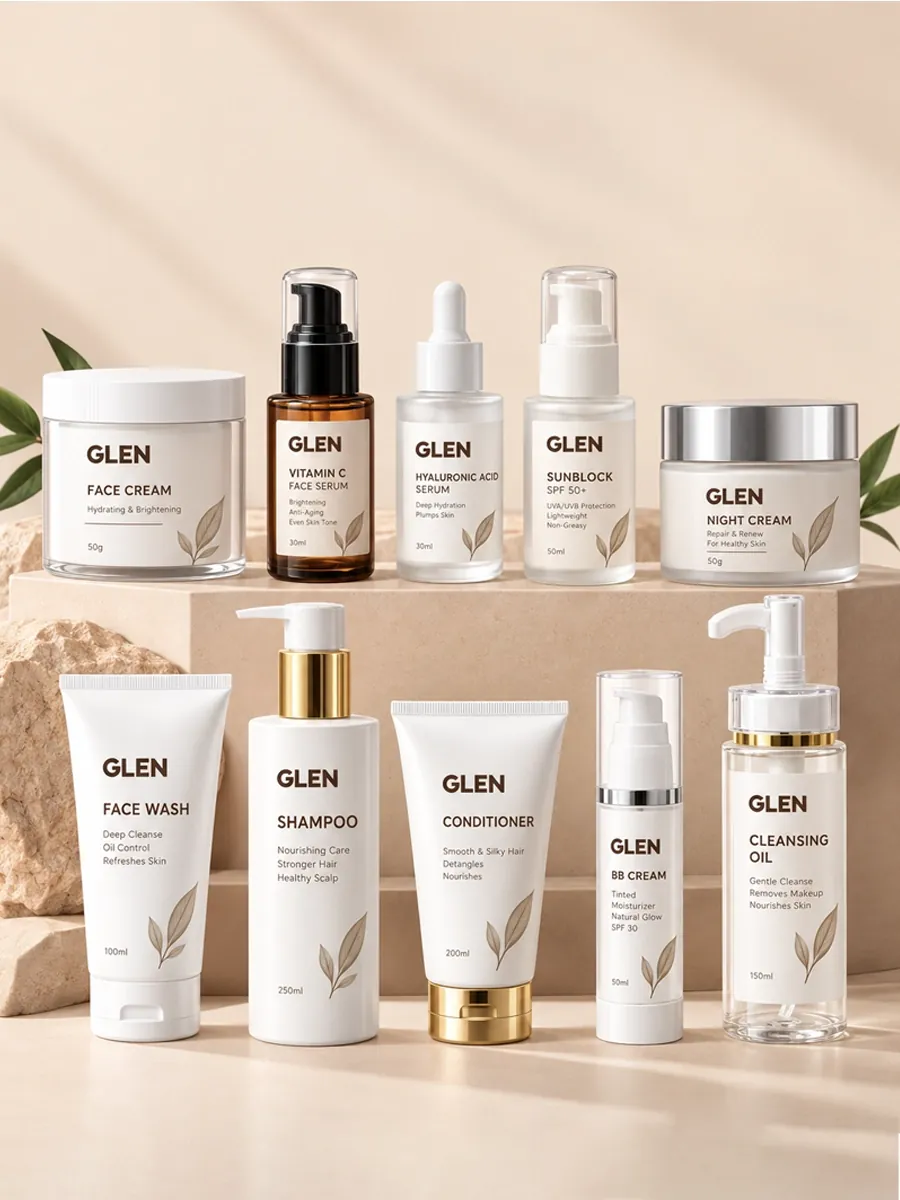 GLEN
FACE CREAM
Hydrating & Brightening
50g
GLEN
VITAMIN C
FACE SERUM
Brightening
Anti-Aging
Even Skin Tone
30ml
GLEN
HYALURONIC ACID
SERUM
Deep Hydration
Plumps Skin
30ml
GLEN
SUNBLOCK
SPF 50+
UVA/UVB Protection
Lightweight
Non-Greasy
50ml
GLEN
NIGHT CREAM
Repair & Renew
For Healthy Skin
50g
GLEN
FACE WASH
Deep Cleanse
Oil Control
Refreshes Skin
100ml
GLEN
SHAMPOO
Nourishing Care
Stronger Hair
Healthy Scalp
250ml
GLEN
CONDITIONER
Smooth & Silky Hair
Detangles
Nourishes
200ml
GLEN
BB CREAM
Tinted
Moisturizer
Natural Glow
SPF 30
50ml
GLEN
CLEANSING
OIL
Gentle Cleanse
Removes Makeup
Nourishes Skin
150ml